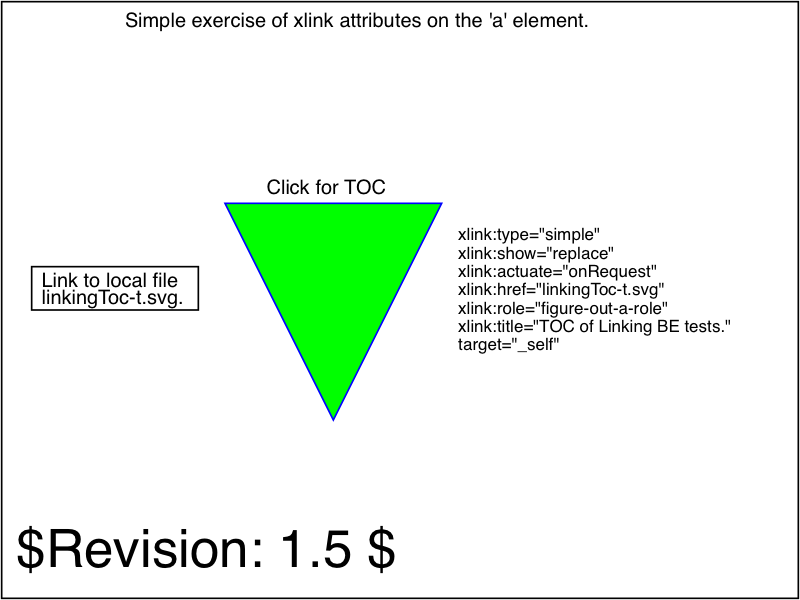 Simple exercise of xlink attributes on the 'a' element.
Click for TOC
Link to local file
linkingToc-t.svg.
xlink:type="simple"
xlink:show="replace"
xlink:actuate="onRequest"
xlink:href="linkingToc-t.svg"
xlink:role="figure-out-a-role"
xlink:title="TOC of Linking BE tests."
target="_self"
$Revision: 1.5 $